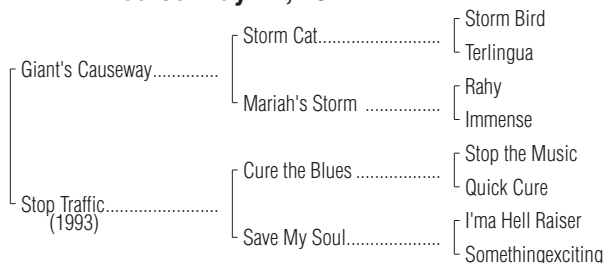 Storm Bird
Storm Cat........................
Terlingua
Giant's Causeway.............
Rahy
Mariah's Storm ...............
Immense
Stop the Music
Cure the Blues .................
Quick Cure
Stop Traffic......................
(1993)
I'ma Hell Raiser
Save My Soul...................
Somethingexciting